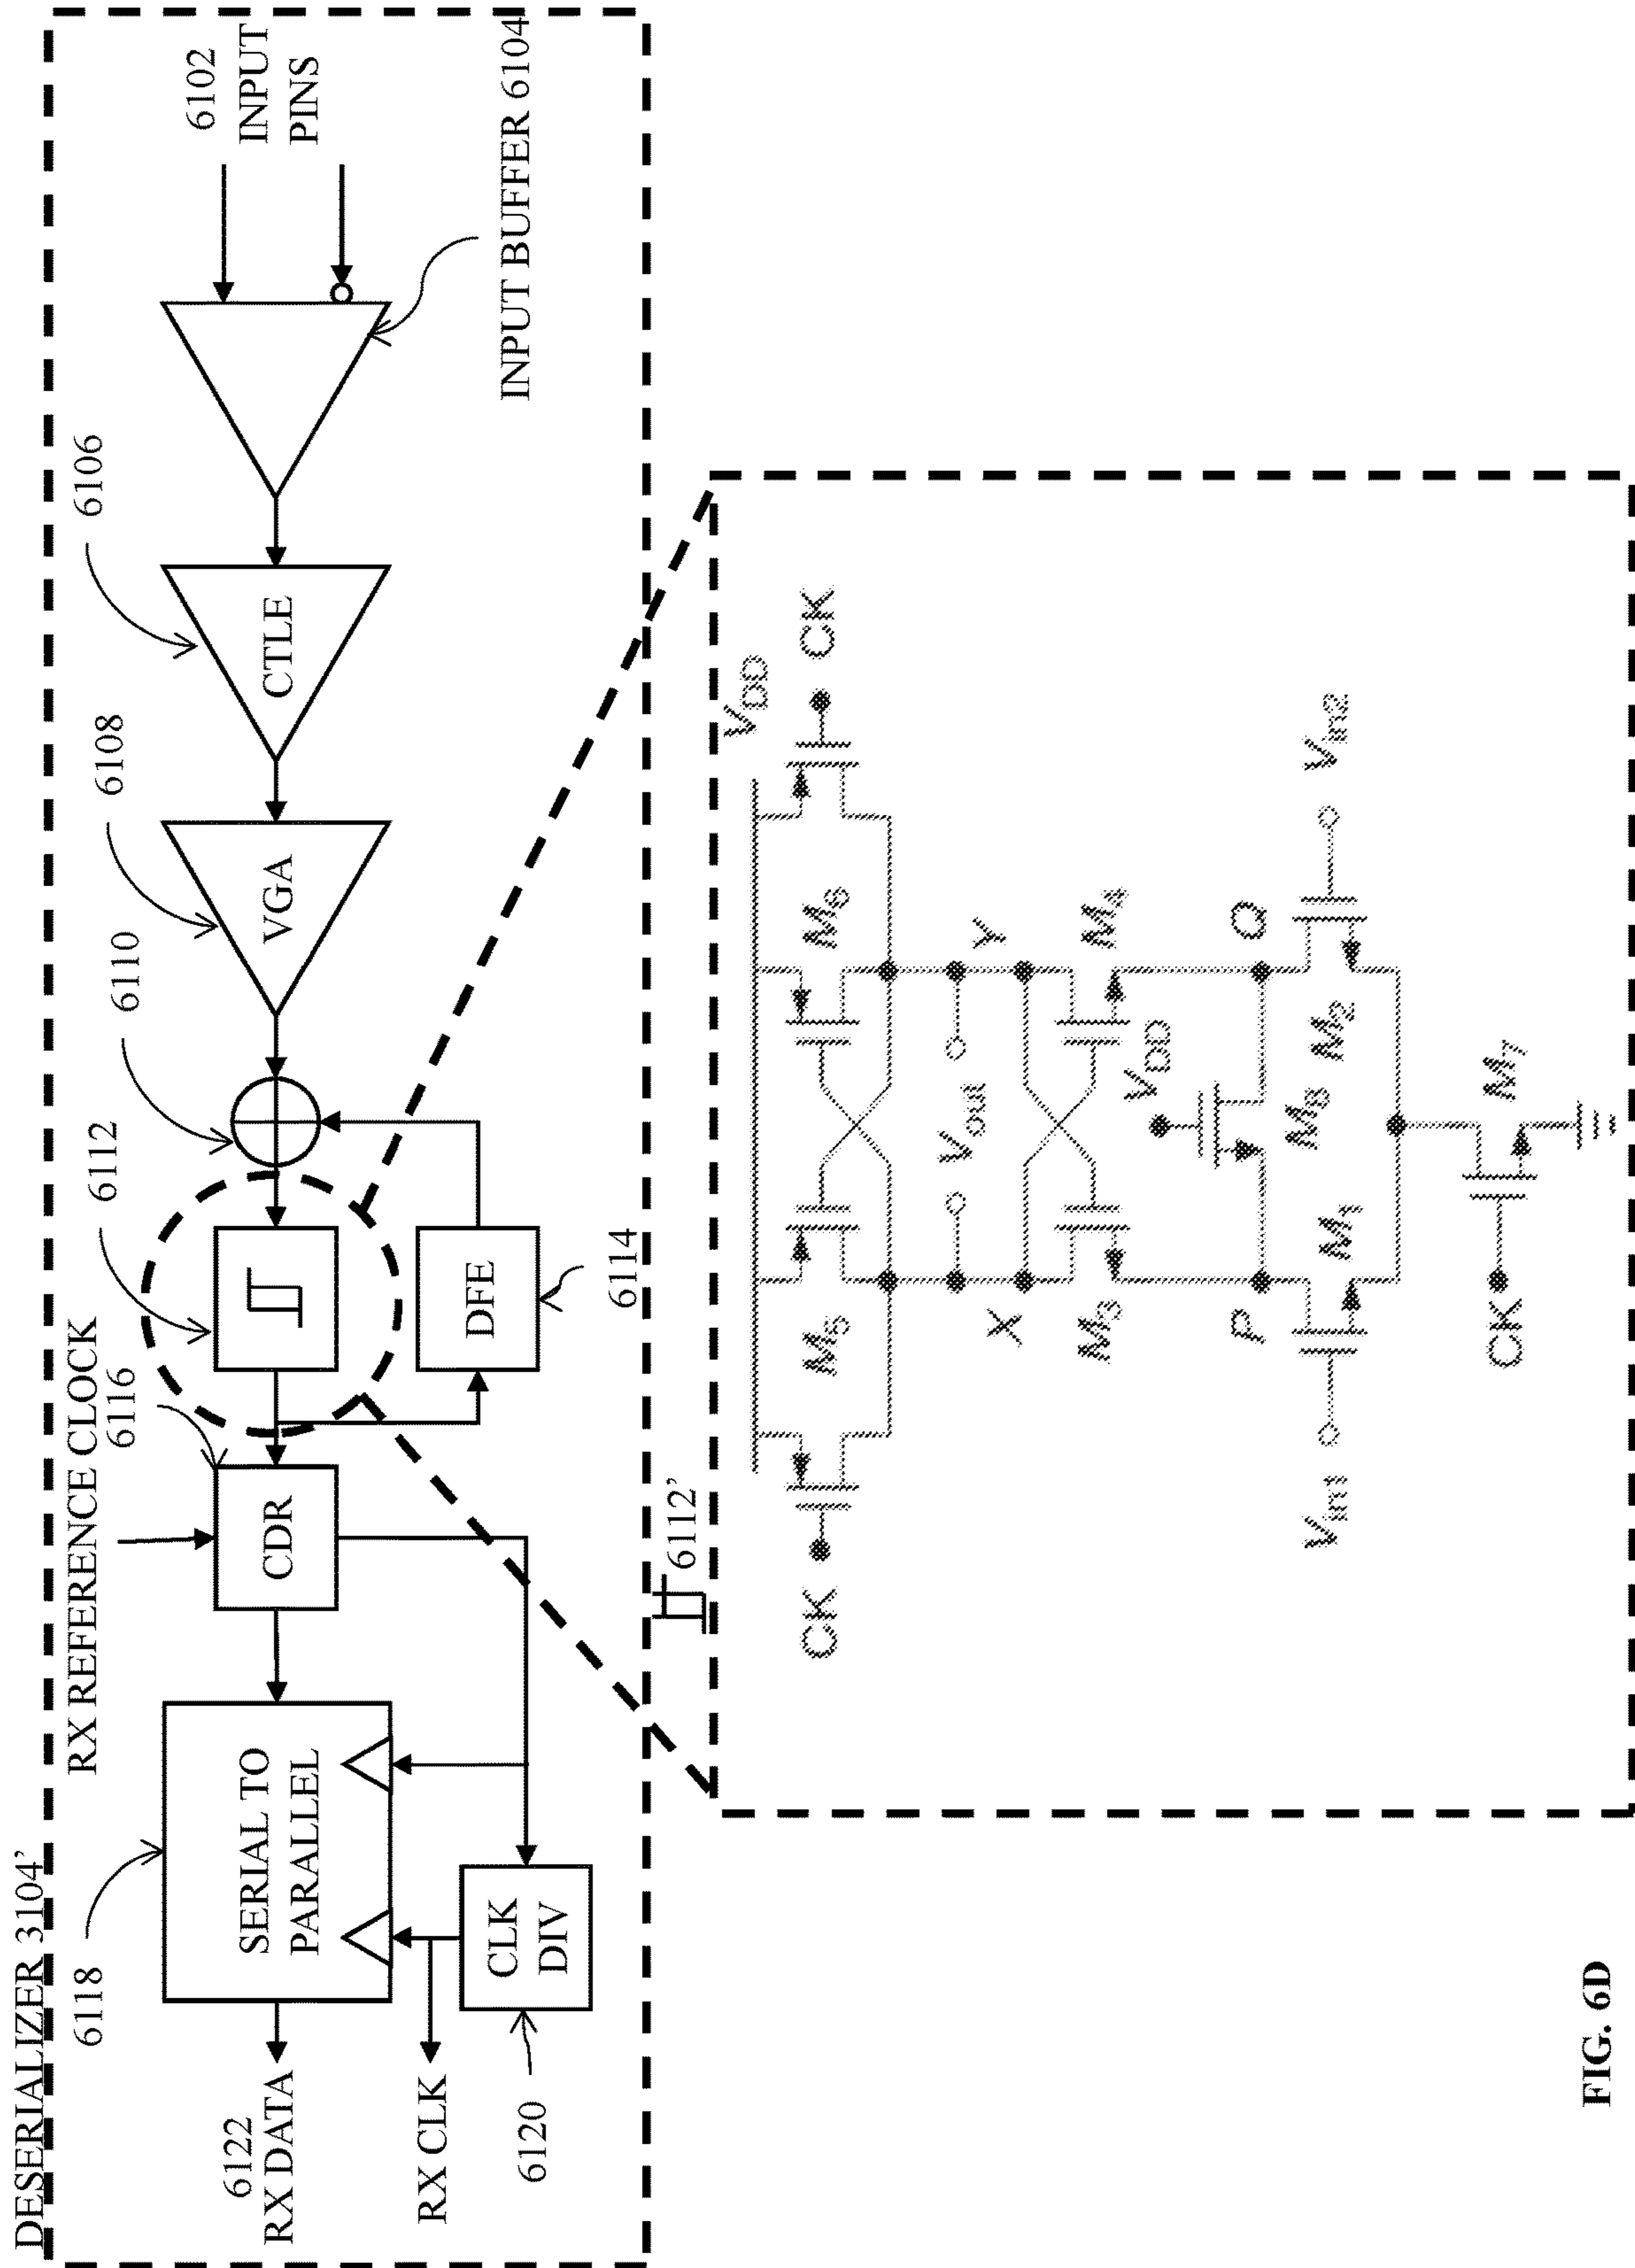 DESERIALIZER 3104'
6118
SERIAL TO
PARALLEL
6122
RX DATA
RX CLK
6120
CLK
DIV
RX REFERENCE CLOCK
6116
CDR
6112
DFE
6114
6110
6108
VGA
6106
CTLE
6102
INPUT
PINS
INPUT BUFFER 6104
6112'
VDD
CK
CK
M5
M6
Vout
X
Y
M3
M4
VDD
P
M8
Q
Vin1
M1
M2
Vin2
CK
M7
FIG. 6D